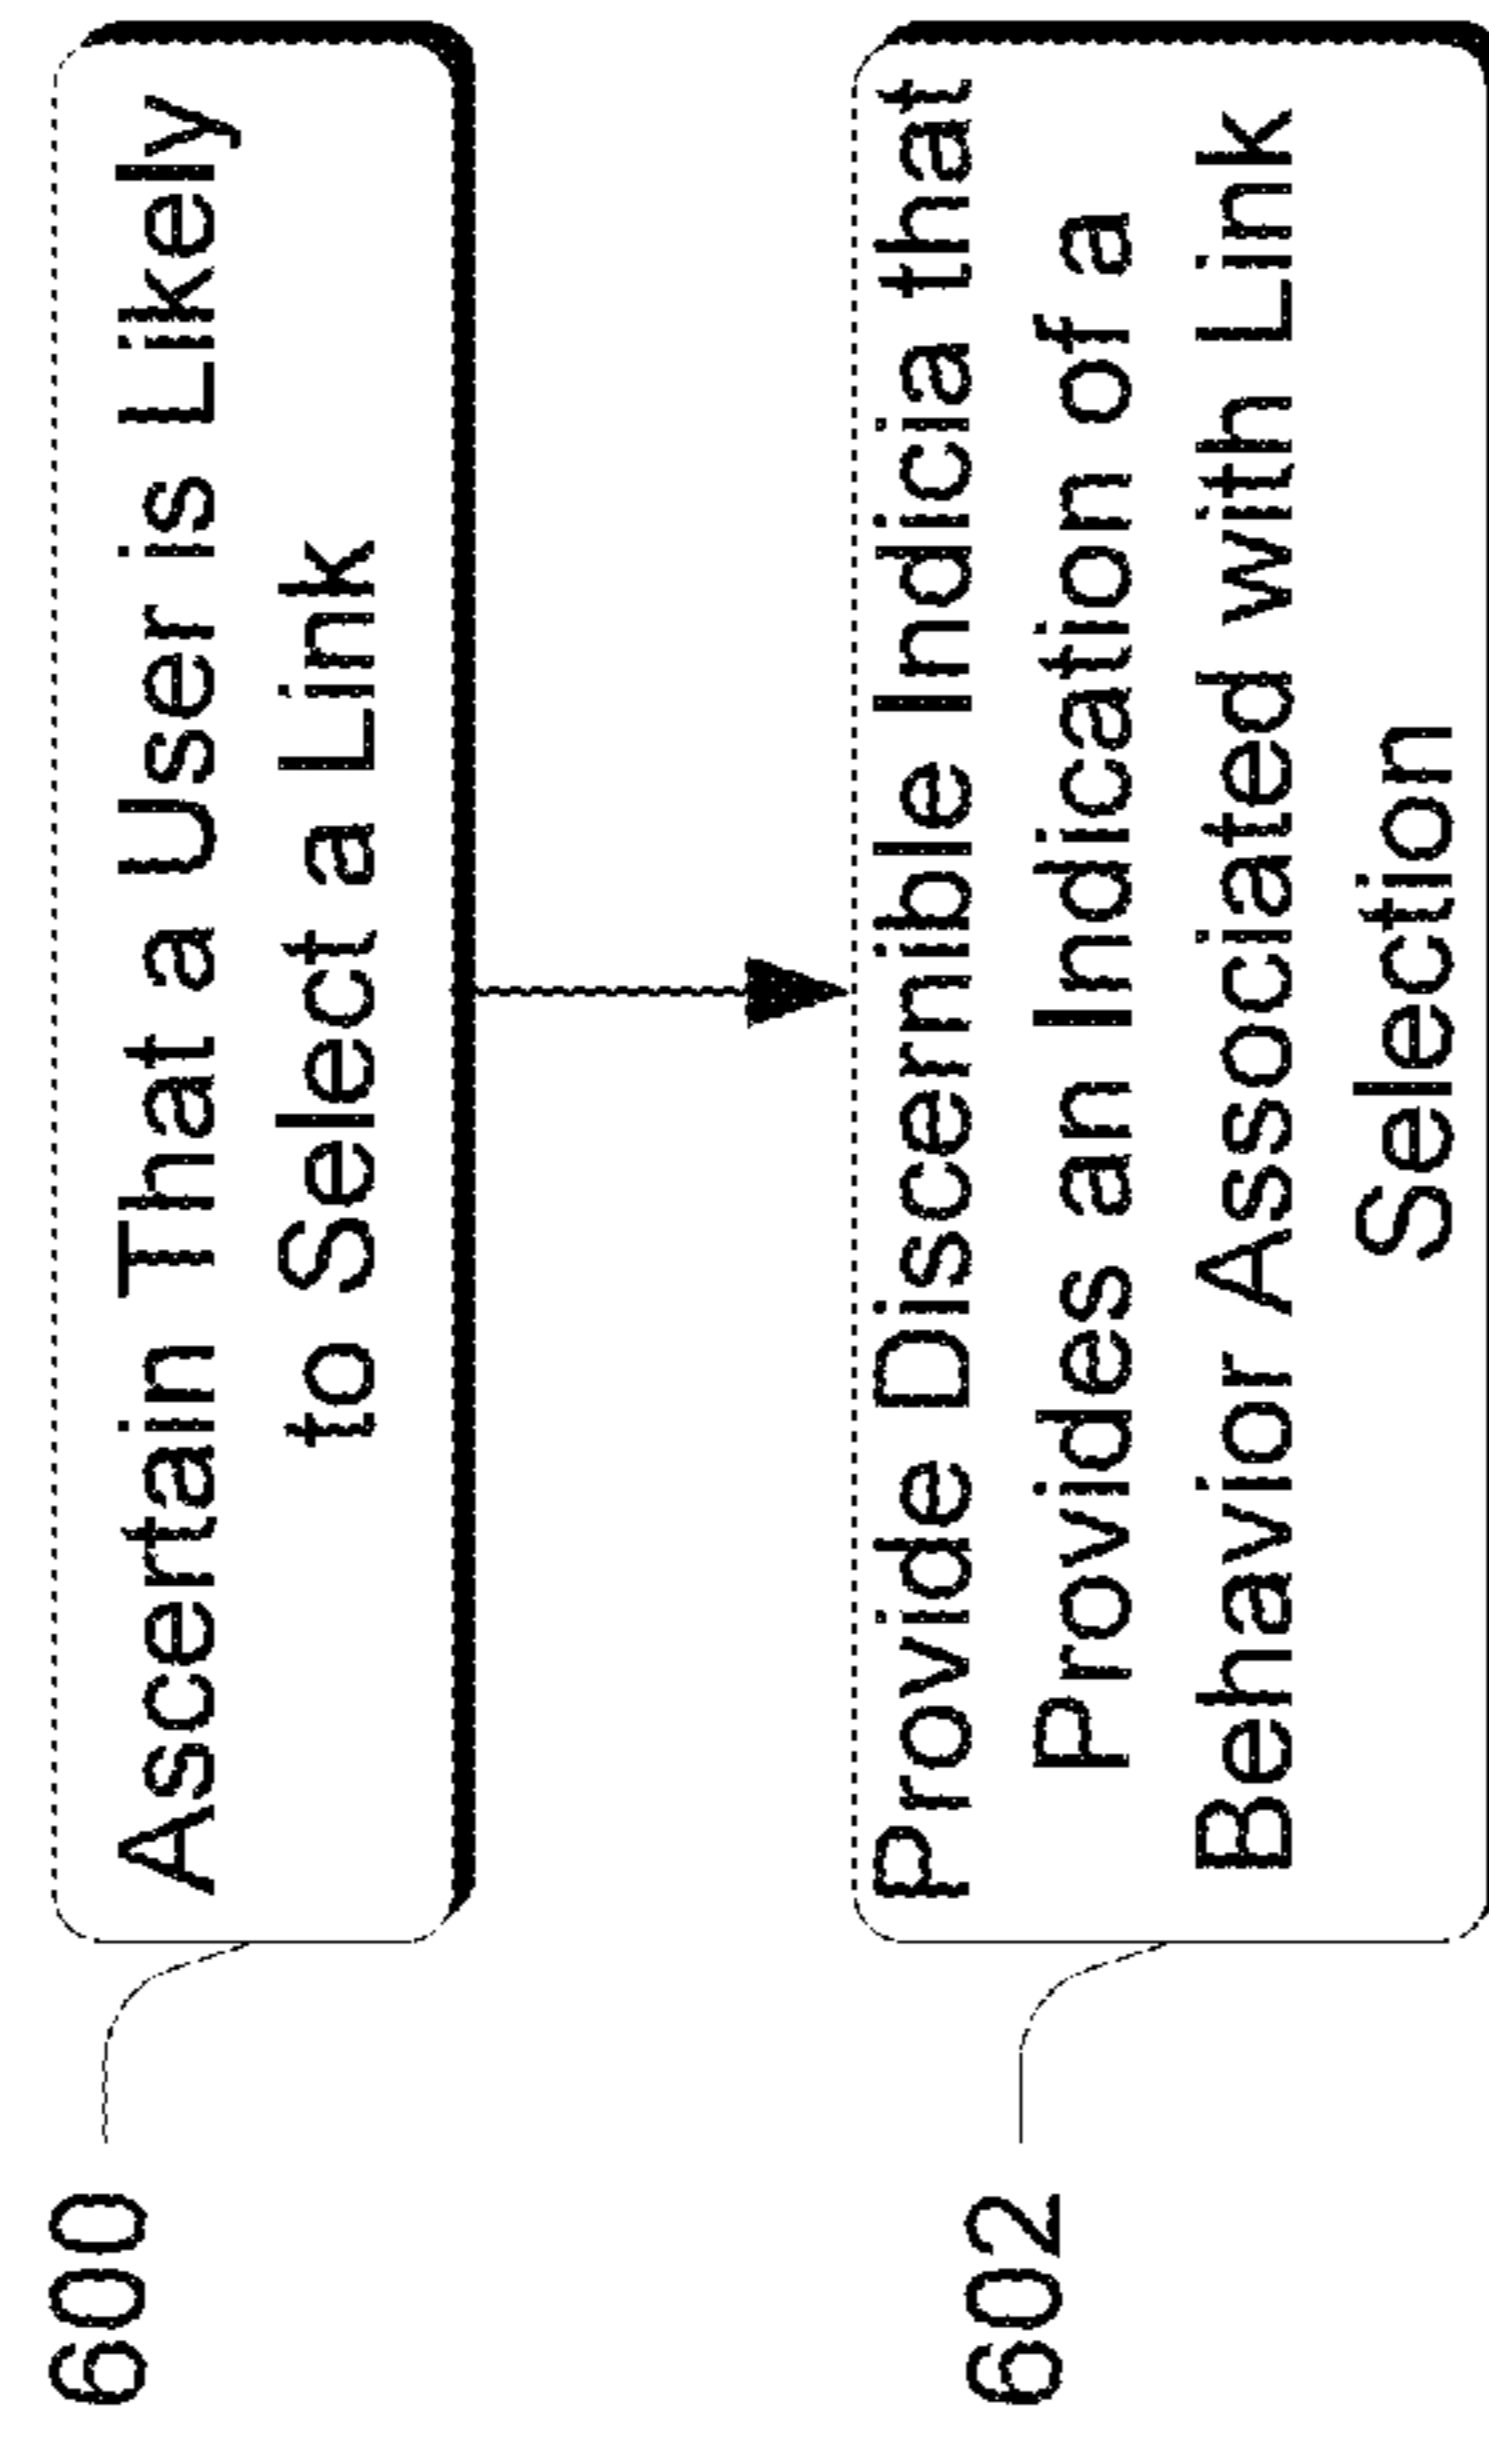 600
Ascertain That a User is Likely
to Select a Link
602
Provide Discernible Indicia that
Provides an Indication of a
Behavior Associated with Link
Selection